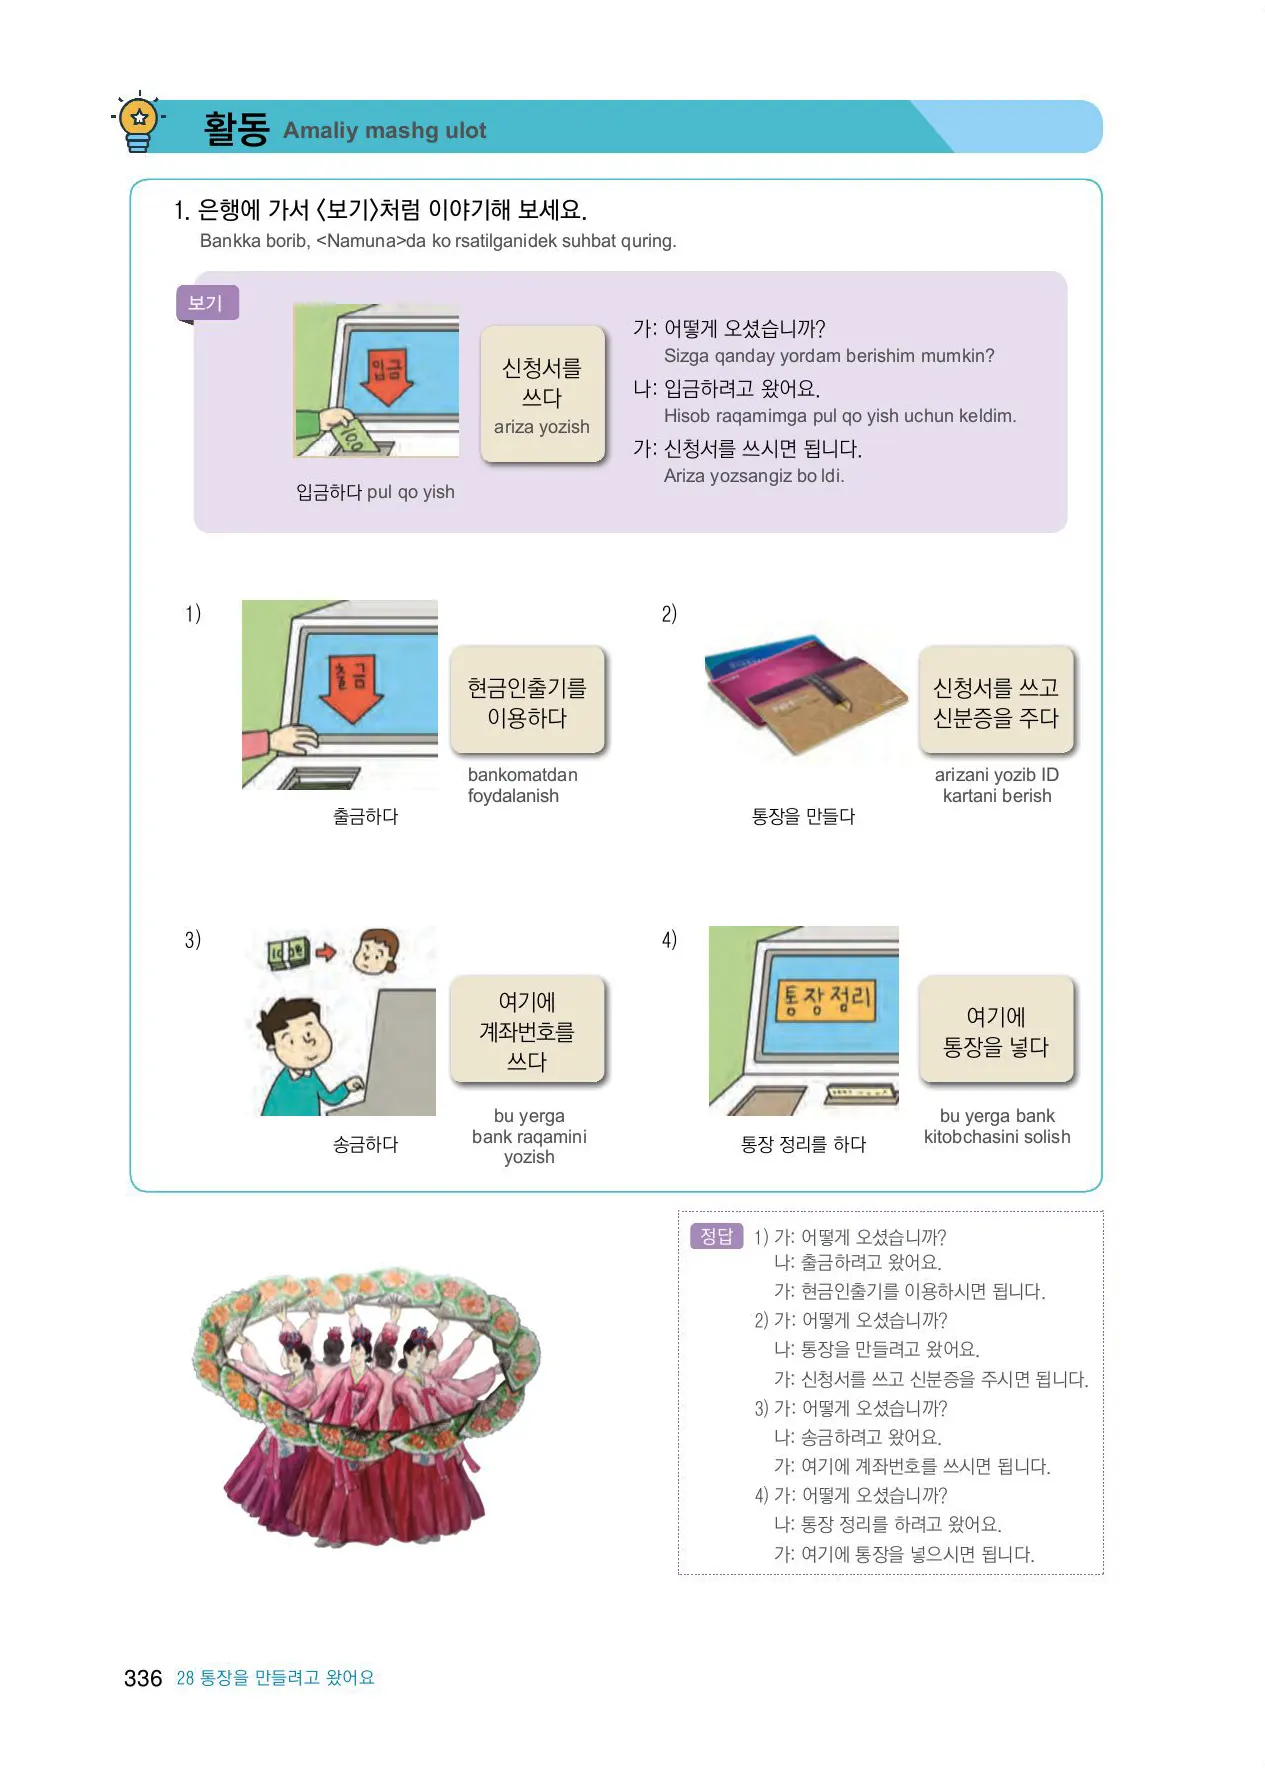 활동 Amaliy mashg ulot
1. 은행에 가서 <보기>처럼 이야기해 보세요.
Bankka borib, <Namuna>da ko rsatilganidek suhbat quring.
보기
입금
입금하다 pul qo yish
신청서를
쓰다
ariza yozish
가: 어떻게 오셨습니까?
Sizga qanday yordam berishim mumkin?
나: 입금하려고 왔어요.
Hisob raqamimga pul qo yish uchun keldim.
가: 신청서를 쓰시면 됩니다.
Ariza yozsangiz bo ldi.
1)
출금
출금하다
현금인출기를
이용하다
bankomatdan
foydalanish
2)
통장을 만들다
신청서를 쓰고
신분증을 주다
arizani yozib ID
kartani berish
3)
송금하다
여기에
계좌번호를
쓰다
bu yerga
bank raqamini
yozish
4)
통장정리
통장 정리를 하다
여기에
통장을 넣다
bu yerga bank
kitobchasini solish
정답
1) 가: 어떻게 오셨습니까?
나: 출금하려고 왔어요.
가: 현금인출기를 이용하시면 됩니다.
2) 가: 어떻게 오셨습니까?
나: 통장을 만들려고 왔어요.
가: 신청서를 쓰고 신분증을 주시면 됩니다.
3) 가: 어떻게 오셨습니까?
나: 송금하려고 왔어요.
가: 여기에 계좌번호를 쓰시면 됩니다.
4) 가: 어떻게 오셨습니까?
나: 통장 정리를 하려고 왔어요.
가: 여기에 통장을 넣으시면 됩니다.
336 28 통장을 만들려고 왔어요